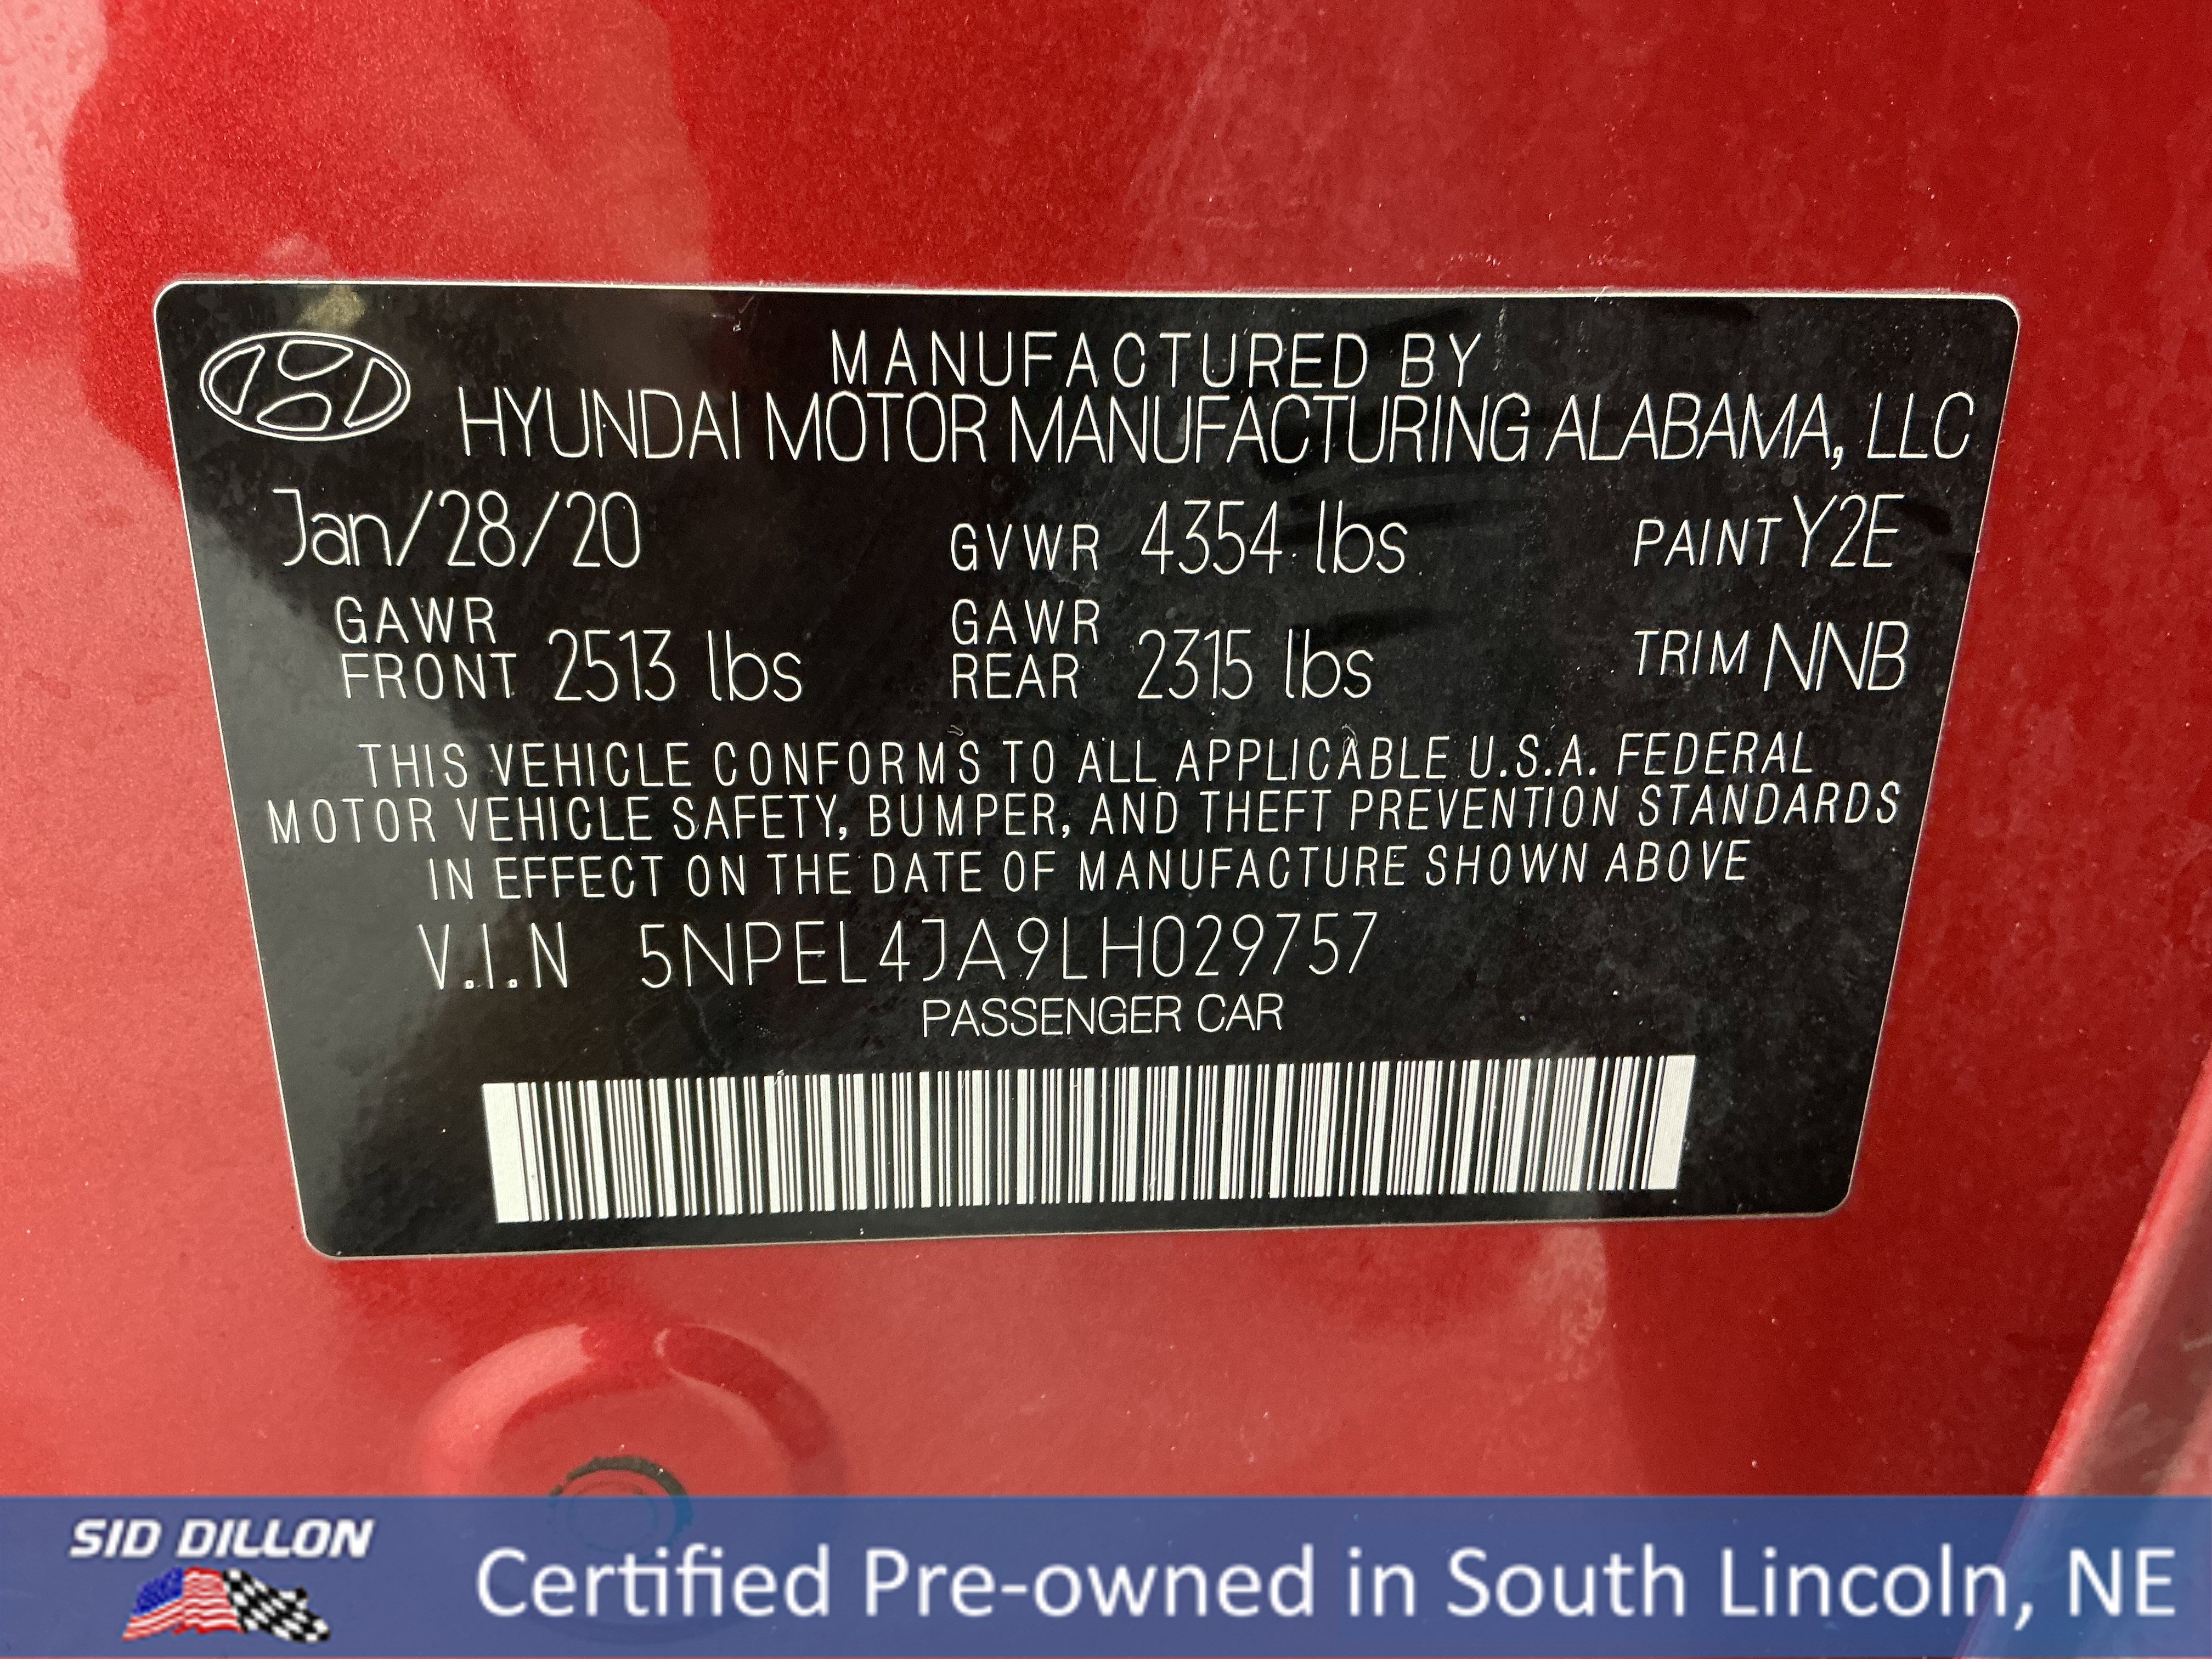 MANUFACTURED BY
HYUNDAI MOTOR MANUFACTURING ALABAMA, LLC
Jan/28/20 GVWR 4354 lbs PAINT Y2E
GAWR FRONT 2513 lbs GAWR REAR 2315 lbs TRIM NNB
THIS VEHICLE CONFORMS TO ALL APPLICABLE U.S.A. FEDERAL
MOTOR VEHICLE SAFETY, BUMPER, AND THEFT PREVENTION STANDARDS
IN EFFECT ON THE DATE OF MANUFACTURE SHOWN ABOVE
V.I.N 5NPEL4JA9LH029757
PASSENGER CAR
SID DILLON
Certified Pre-owned in South Lincoln, NE